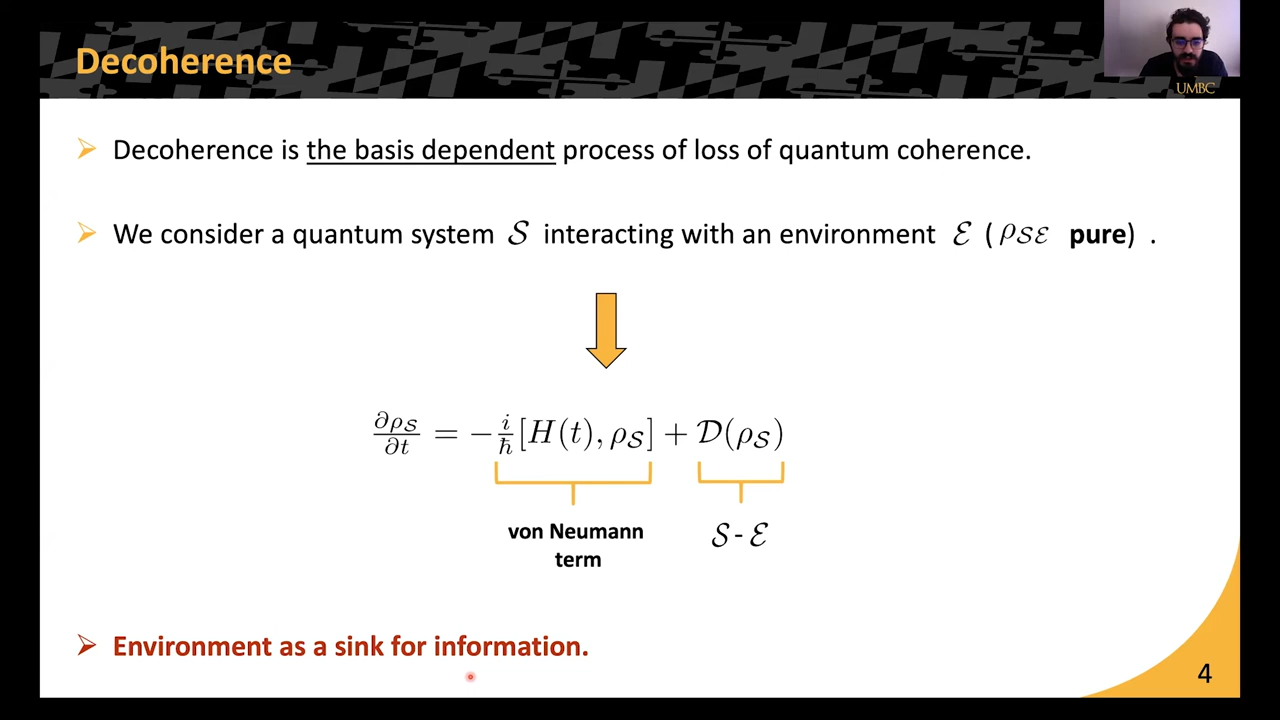 Decoherence
UMBC
➢ Decoherence is the basis dependent process of loss of quantum coherence.
➢ We consider a quantum system 𝒮 interacting with an environment ℰ ( ρ𝒮ℰ pure) .
∂ρ𝒮/∂t = −i/ħ [H(t), ρ𝒮] + 𝒟(ρ𝒮)
von Neumann
term
𝒮 - ℰ
➢ Environment as a sink for information.
4